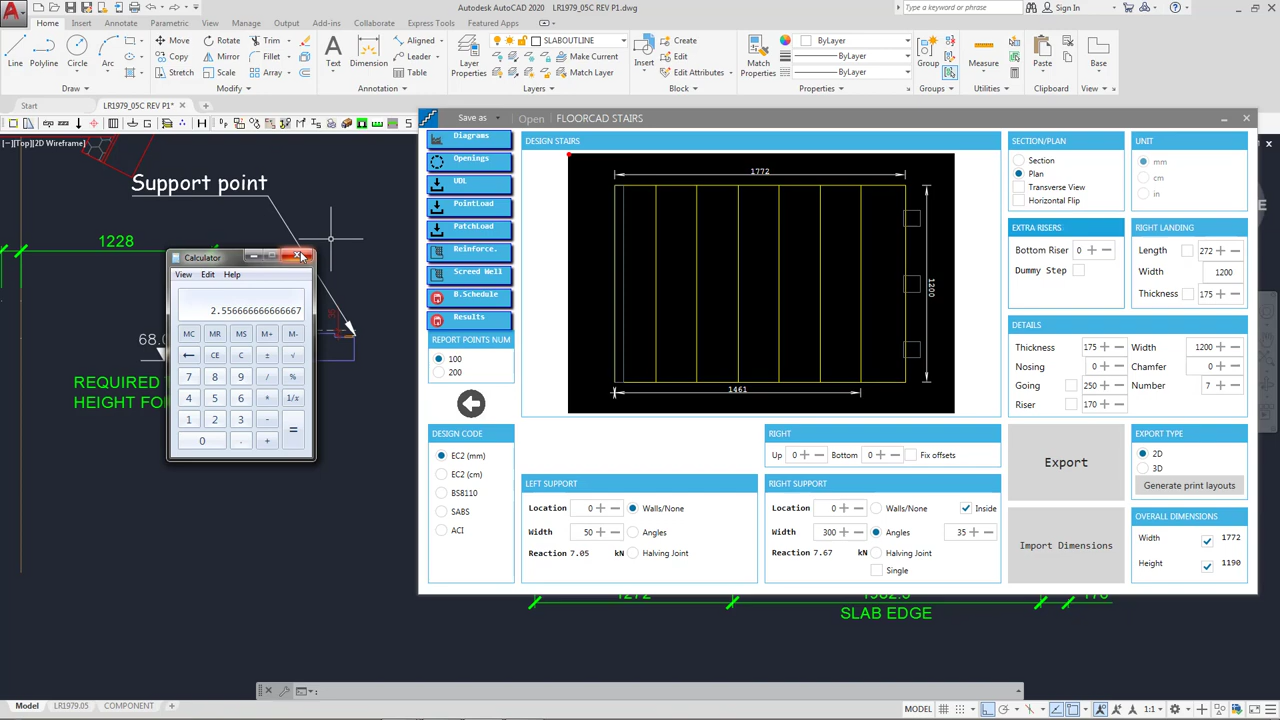 Autodesk AutoCAD 2020 LR1979_05C REV P1.dwg
Type a keyword or phrase
Sign In
Home Insert Annotate Parametric View Manage Output Add-ins Collaborate Express Tools Featured Apps
Line Polyline Circle Arc
Move Rotate Trim
Copy Mirror Fillet
Stretch Scale Array
Text Dimension
Aligned
Leader
Table
Layer Properties
SLABOUTLINE
Make Current
Match Layer
Insert
Create
Edit
Edit Attributes
Match Properties
ByLayer
ByLayer
ByLayer
Group
Measure
Paste
Base
Draw Modify Annotation Layers Block Properties Groups Utilities Clipboard View
Start LR1979_05C REV P1*
[−][Top][2D Wireframe]
Support point
1228
68.0
REQUIRED
HEIGHT FO
Calculator
View Edit Help
2.556666666666667
MC MR MS M+ M-
← CE C ± √
7 8 9 / %
4 5 6 * 1/x
1 2 3 - =
0 . +
Save as Open FLOORCAD STAIRS
Diagrams
Openings
UDL
PointLoad
PatchLoad
Reinforce.
Screed Well
B.Schedule
Results
REPORT POINTS NUM
100
200
DESIGN CODE
EC2 (mm)
EC2 (cm)
BS8110
SABS
ACI
DESIGN STAIRS
1772
1200
1461
LEFT SUPPORT
Location 0 Walls/None
Width 50 Angles
Reaction 7.05 kN Halving Joint
RIGHT
Up 0 Bottom 0 Fix offsets
RIGHT SUPPORT
Location 0 Walls/None Inside
Width 300 Angles 35
Reaction 7.67 kN Halving Joint
Single
SECTION/PLAN
Section
Plan
Transverse View
Horizontal Flip
UNIT
mm
cm
in
EXTRA RISERS
Bottom Riser 0
Dummy Step
RIGHT LANDING
Length 272
Width 1200
Thickness 175
DETAILS
Thickness 175 Width 1200
Nosing 0 Chamfer 0
Going 250 Number 7
Riser 170
Export
Import Dimensions
EXPORT TYPE
2D
3D
Generate print layouts
OVERALL DIMENSIONS
Width 1772
Height 1190
1272
SLAB EDGE
Model LR1979.05 COMPONENT
MODEL
1:1